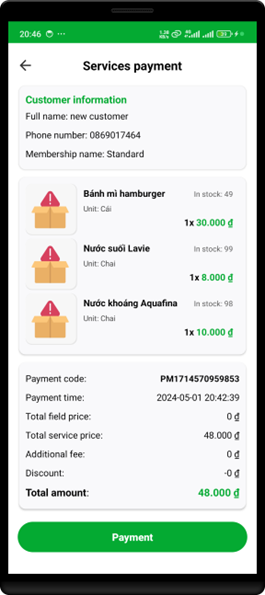 20:46
Services payment
Customer information
Full name: new customer
Phone number: 0869017464
Membership name: Standard
Bánh mì hamburger In stock: 49
Unit: Cái
1x 30.000 ₫
Nước suối Lavie In stock: 99
Unit: Chai
1x 8.000 ₫
Nước khoáng Aquafina In stock: 98
Unit: Chai
1x 10.000 ₫
Payment code: PM1714570959853
Payment time: 2024-05-01 20:42:39
Total field price: 0 ₫
Total service price: 48.000 ₫
Additional fee: 0 ₫
Discount: -0 ₫
Total amount: 48.000 ₫
Payment